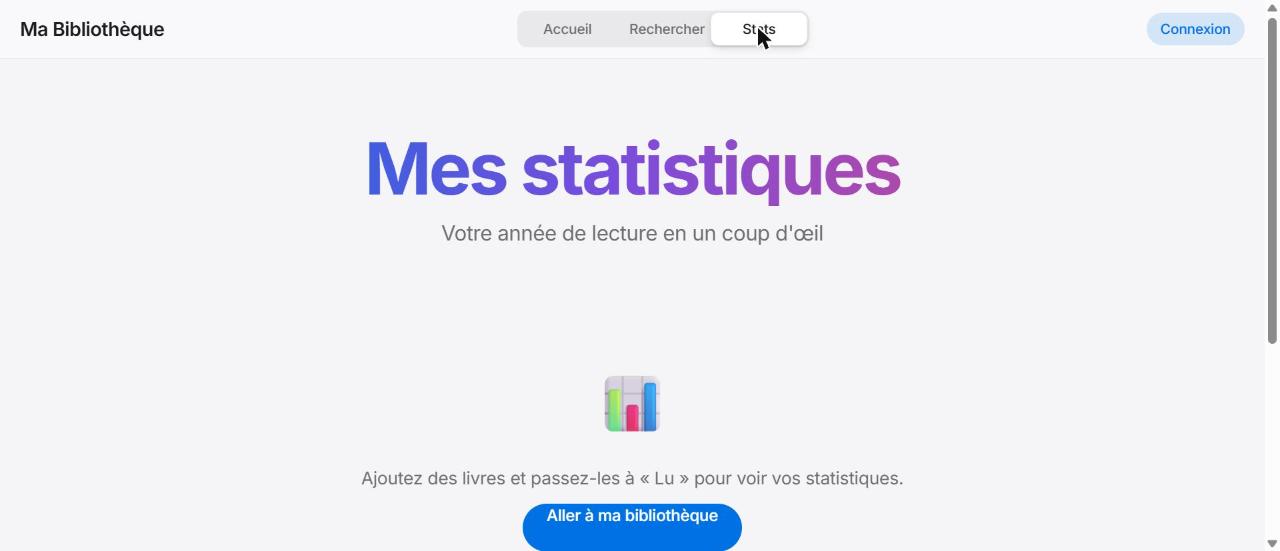 Ma Bibliothèque
Accueil
Rechercher
Stats
Connexion
Mes statistiques
Votre année de lecture en un coup d'œil
Ajoutez des livres et passez-les à « Lu » pour voir vos statistiques.
Aller à ma bibliothèque